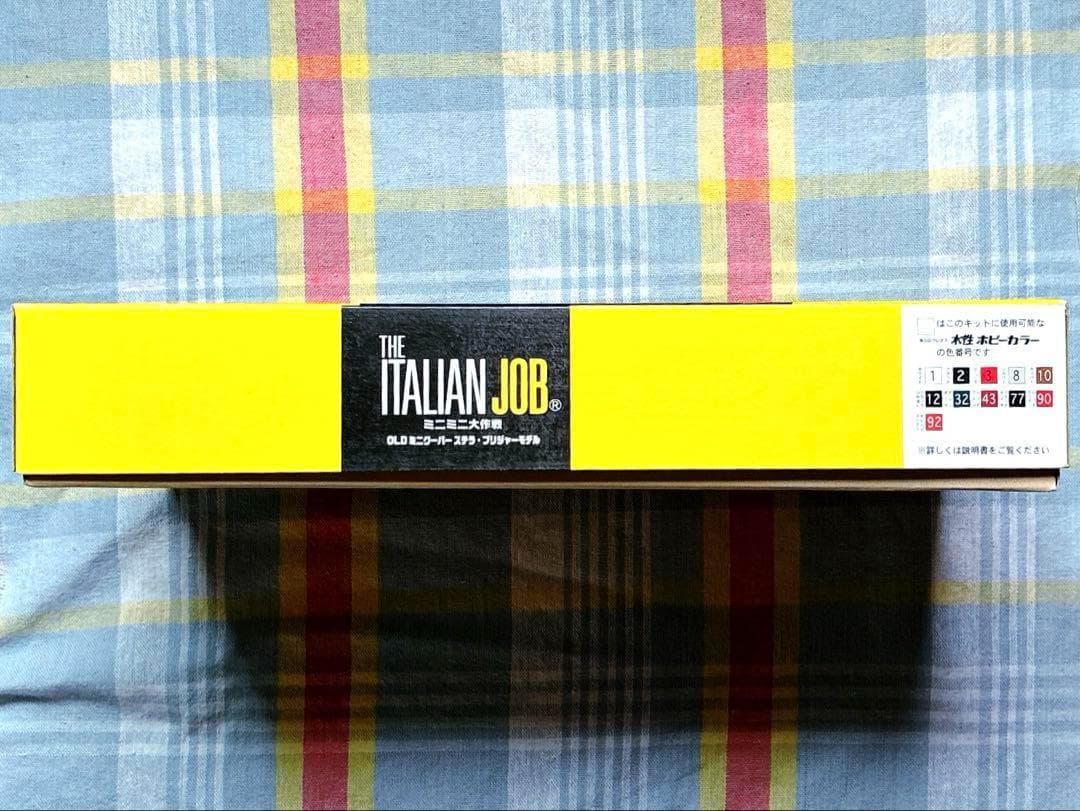 THE
ITALIAN JOB®
ミニミニ大作戦
OLD ミニクーパー ステラ・ブリジャーモデル
はこのキットに使用可能な
水性 ホビーカラー
の色番号です
1 2 3 8 10
12 32 43 77 90
92
※詳しくは説明書をご覧ください